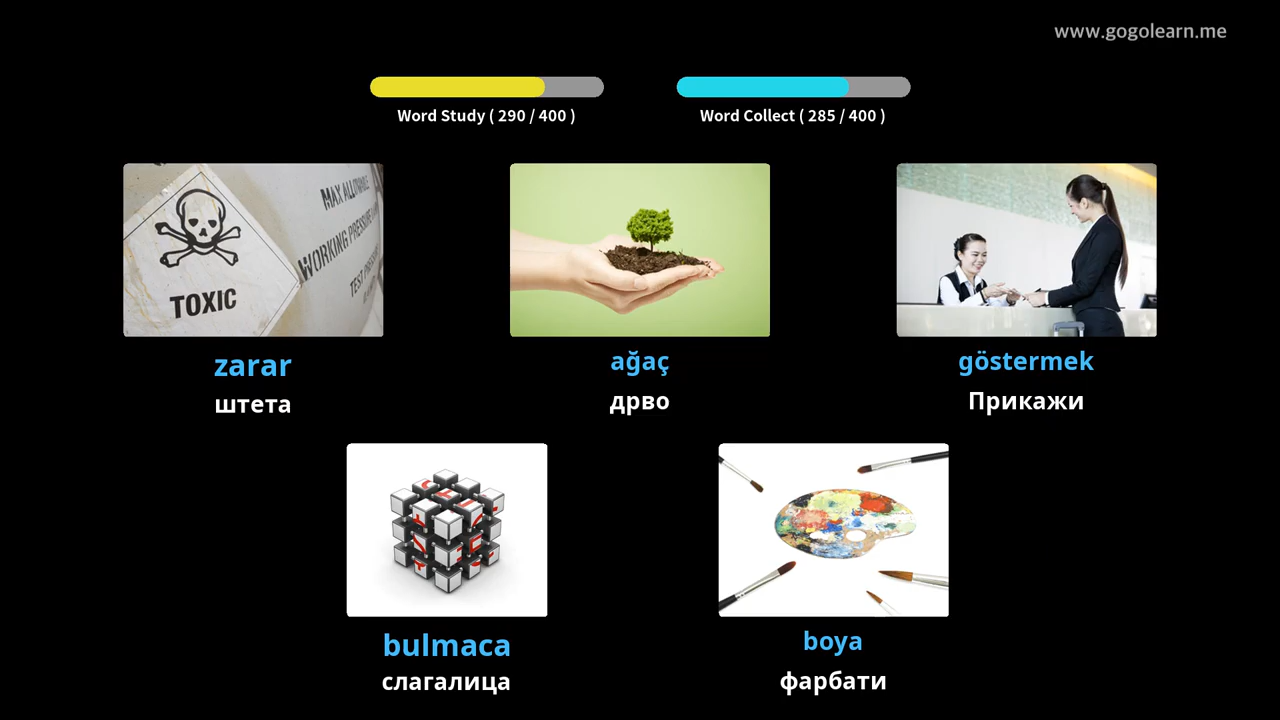 www.gogolearn.me
Word Study ( 290 / 400 )
Word Collect ( 285 / 400 )
MAX ALLOWABLE
WORKING PRESSURE
TOXIC
zarar
ağaç
göstermek
штета
дрво
Прикажи
bulmaca
boya
слагалица
фарбати